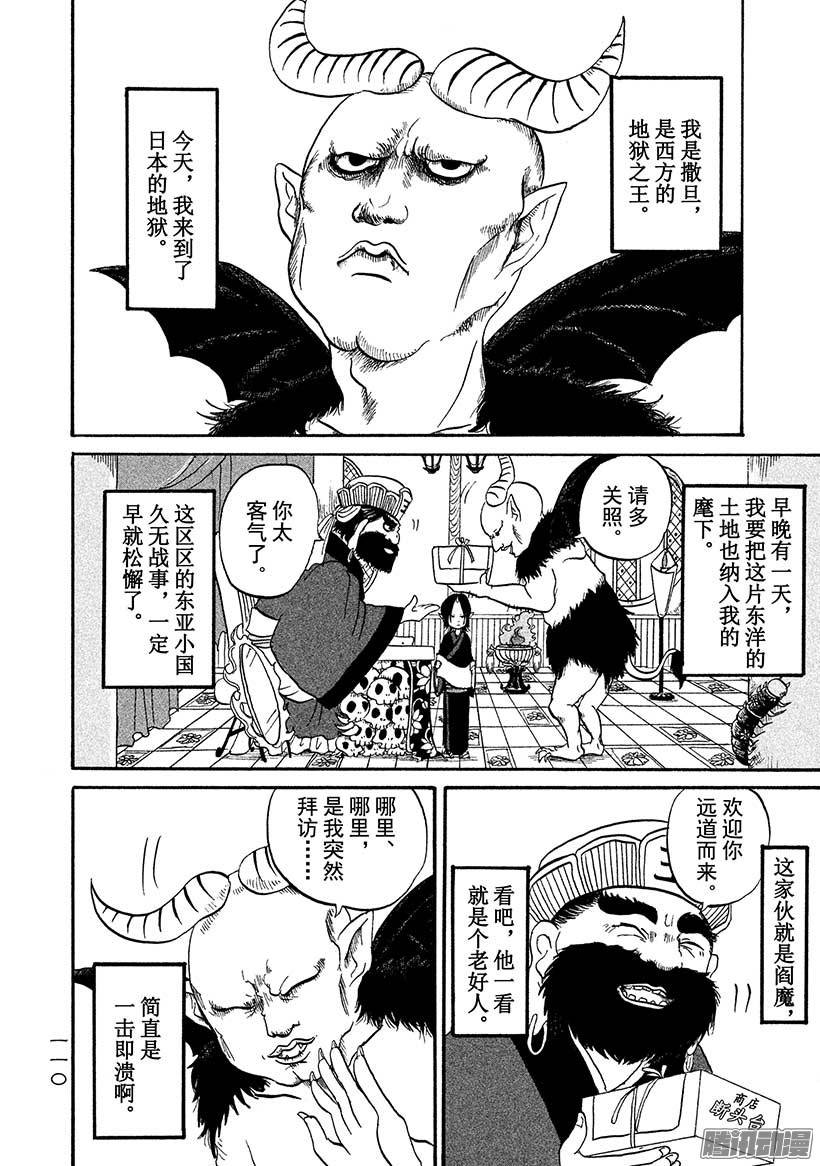 我是撒旦，
是西方的
地狱之王。
今天，我来到了
日本的地狱。
早晚有一天，
我要把这片东洋的
土地也纳入我的
麾下。
请多
关照。
你太
客气了。
这区区的东亚小国
久无战事，一定
早就松懈了。
欢迎你
远道而来。
这家伙就是阎魔，
看吧，他一看
就是个老好人。
商店
断头台
哪里、
哪里，
是我突然
拜访……
简直是
一击即溃啊。
一一〇
腾讯动漫